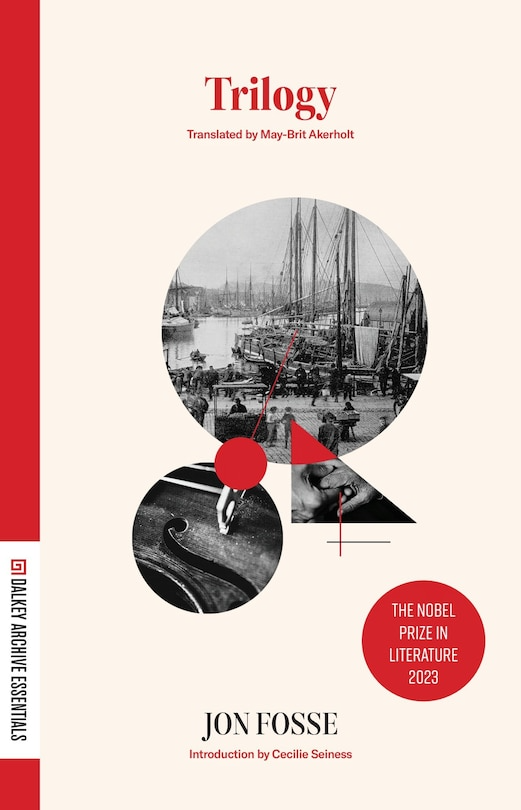 Trilogy
Translated by May-Brit Akerholt
THE NOBEL
PRIZE IN
LITERATURE
2023
DALKEY ARCHIVE ESSENTIALS
JON FOSSE
Introduction by Cecilie Seiness